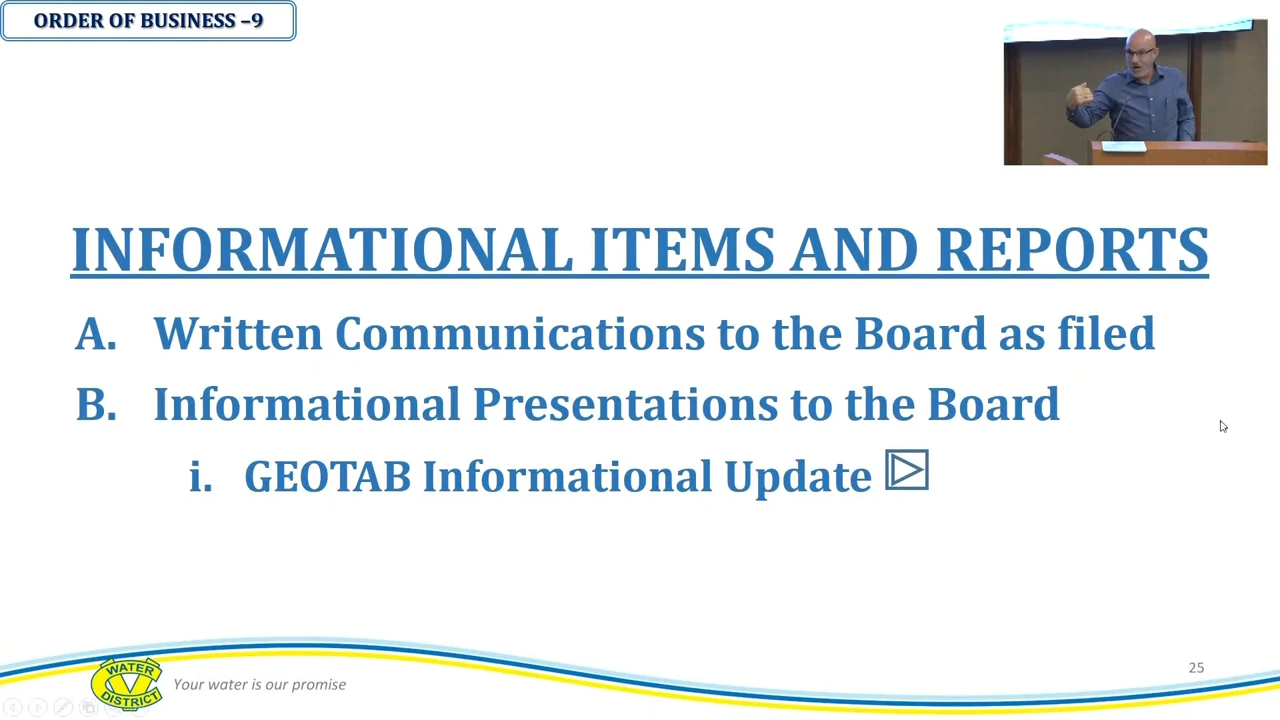 ORDER OF BUSINESS –9
INFORMATIONAL ITEMS AND REPORTS
A. Written Communications to the Board as filed
B. Informational Presentations to the Board
i. GEOTAB Informational Update
WATER
CV
DISTRICT
Your water is our promise
25